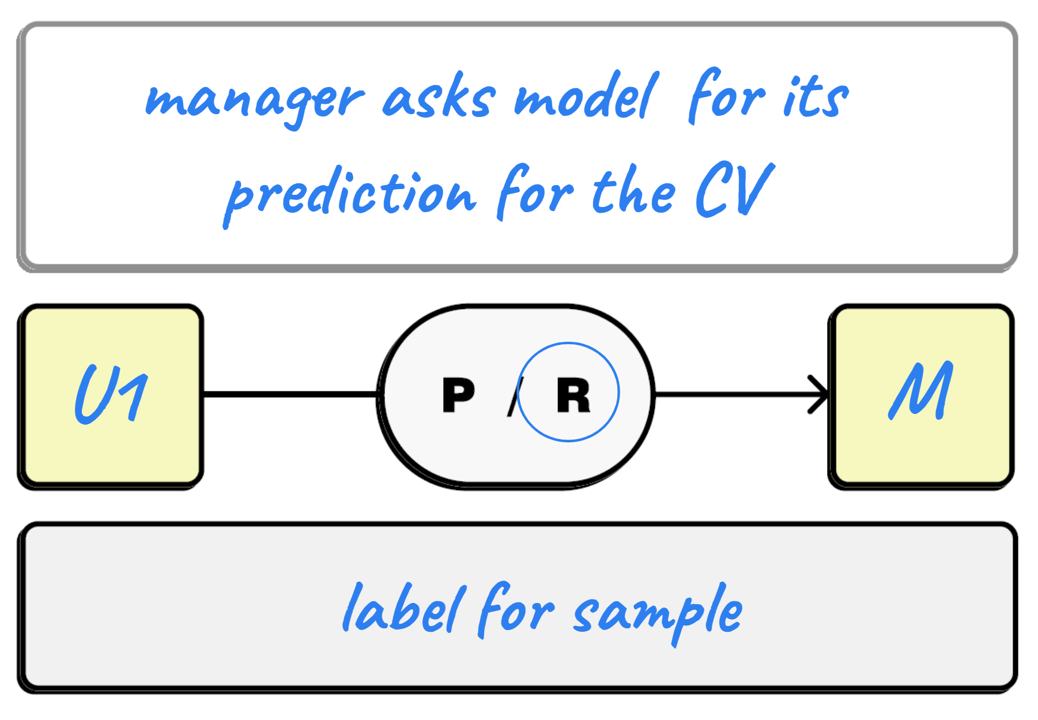 manager asks model for its
prediction for the CV
U1
P / R
M
label for sample